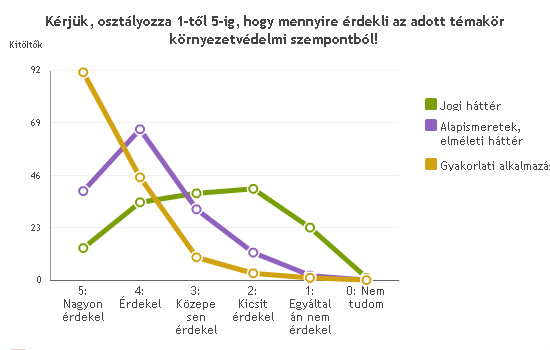 Kérjük, osztályozza 1-től 5-ig, hogy mennyire érdekli az adott témakör
környezetvédelmi szempontból!
Kitöltők
92
69
46
23
0
5:
Nagyon
érdekel
4:
Érdekel
3:
Közepe
sen
érdekel
2:
Kicsit
érdekel
1:
Egyáltal
án nem
érdekel
0: Nem
tudom
Jogi háttér
Alapismeretek,
elméleti háttér
Gyakorlati alkalmazá